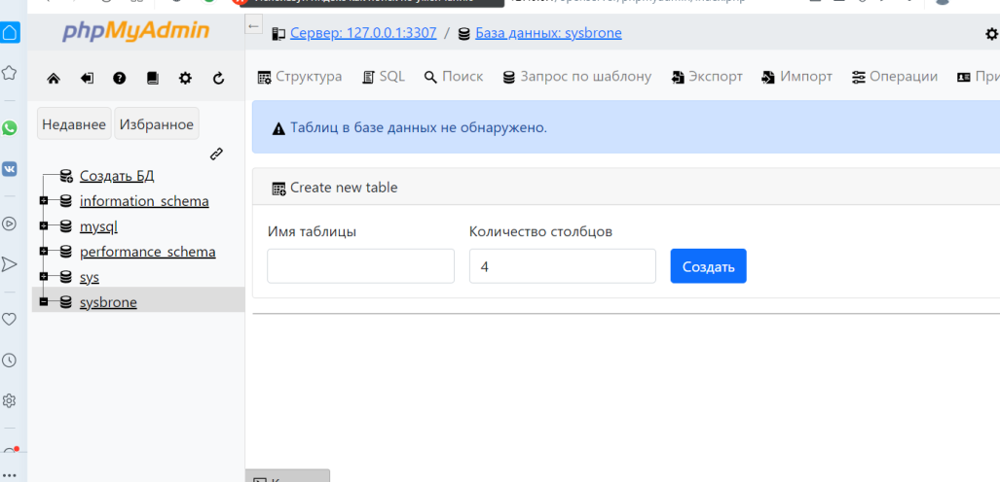 phpMyAdmin
Сервер: 127.0.0.1:3307 / База данных: sysbrone
Структура SQL Поиск Запрос по шаблону Экспорт Импорт Операции При
Недавнее Избранное
Таблиц в базе данных не обнаружено.
Создать БД
information_schema
mysql
performance_schema
sys
sysbrone
Create new table
Имя таблицы
Количество столбцов
4
Создать